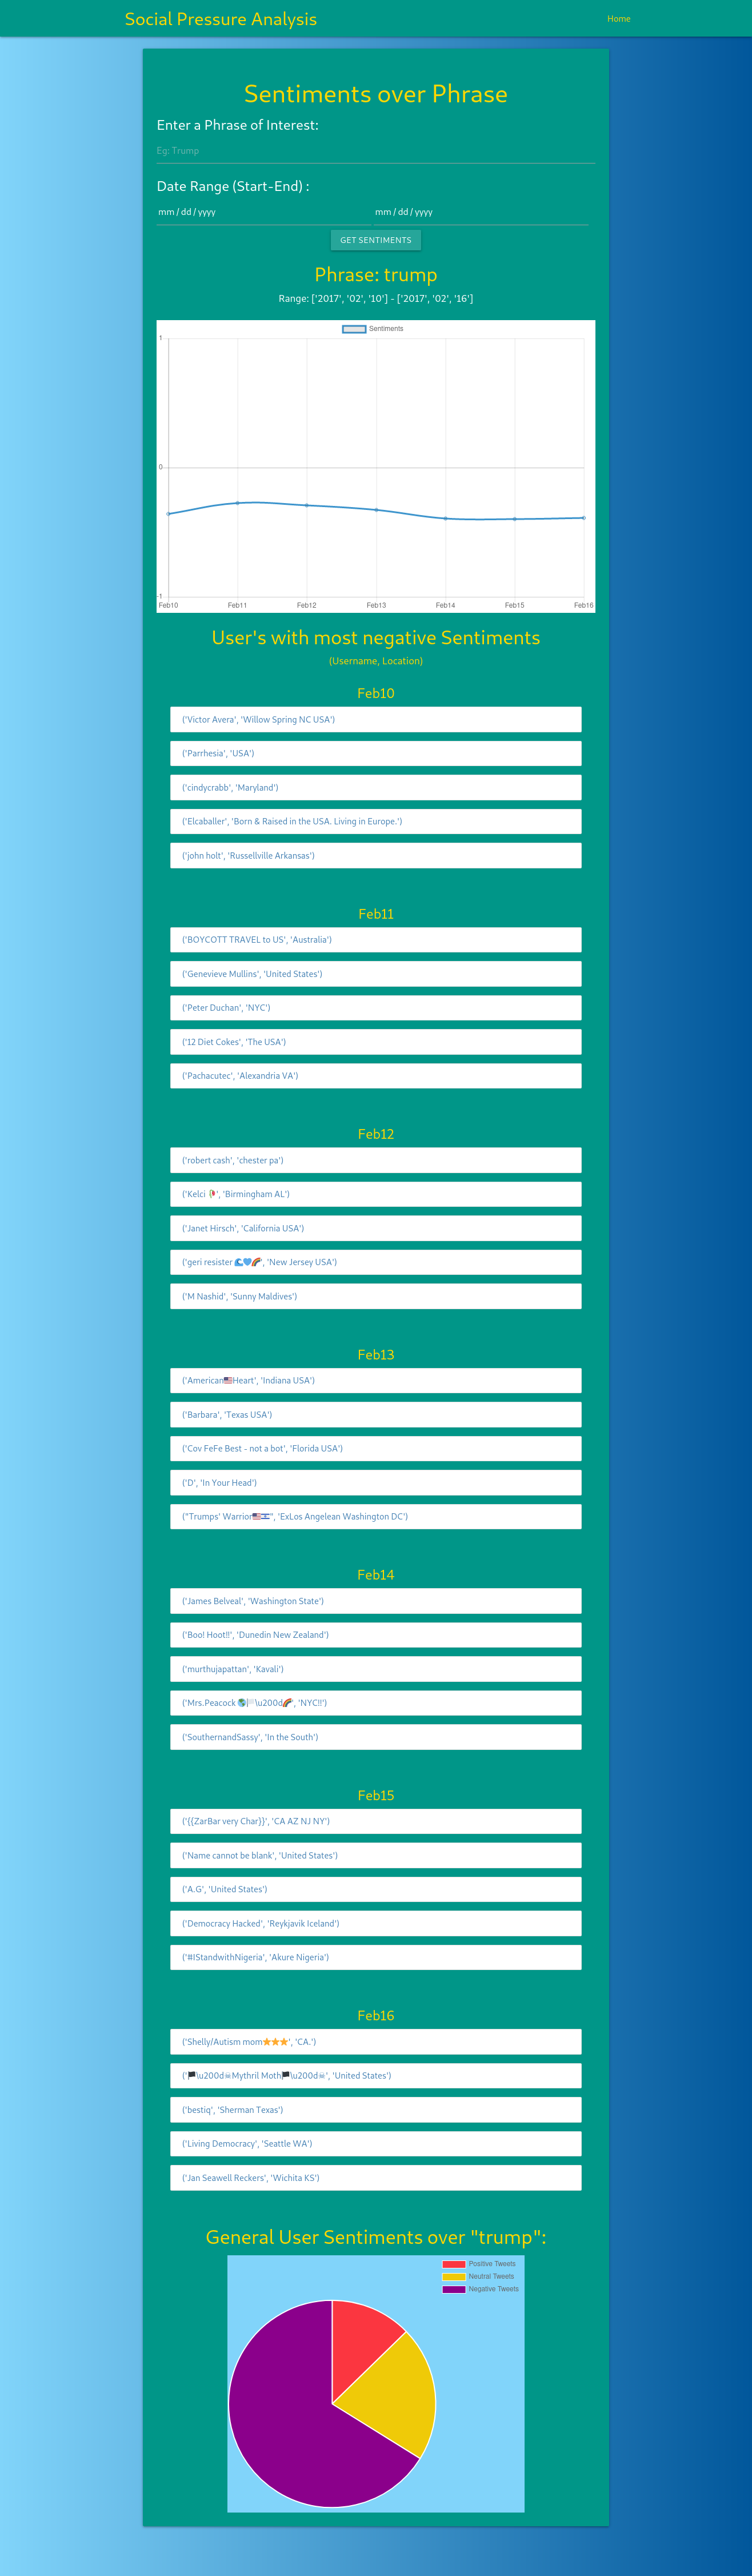 Social Pressure Analysis
Home
Sentiments over Phrase
Enter a Phrase of Interest:
Eg: Trump
Date Range (Start-End) :
mm / dd / yyyy
mm / dd / yyyy
GET SENTIMENTS
Phrase: trump
Range: ['2017', '02', '10'] - ['2017', '02', '16']
Sentiments
1
0
-1
Feb10 Feb11 Feb12 Feb13 Feb14 Feb15 Feb16
User's with most negative Sentiments
(Username, Location)
Feb10
('Victor Avera', 'Willow Spring NC USA')
('Parrhesia', 'USA')
('cindycrabb', 'Maryland')
('Elcaballer', 'Born & Raised in the USA. Living in Europe.')
('john holt', 'Russellville Arkansas')
Feb11
('BOYCOTT TRAVEL to US', 'Australia')
('Genevieve Mullins', 'United States')
('Peter Duchan', 'NYC')
('12 Diet Cokes', 'The USA')
('Pachacutec', 'Alexandria VA')
Feb12
('robert cash', 'chester pa')
('Kelci 🥀', 'Birmingham AL')
('Janet Hirsch', 'California USA')
('geri resister 🌊💙🌈', 'New Jersey USA')
('M Nashid', 'Sunny Maldives')
Feb13
('American🇺🇸Heart', 'Indiana USA')
('Barbara', 'Texas USA')
('Cov FeFe Best - not a bot', 'Florida USA')
('D', 'In Your Head')
("Trumps' Warrior🇺🇸🇮🇱", 'ExLos Angelean Washington DC')
Feb14
('James Belveal', 'Washington State')
('Boo! Hoot!!', 'Dunedin New Zealand')
('murthujapattan', 'Kavali')
('Mrs.Peacock 🌎🏳\u200d🌈', 'NYC!!')
('SouthernandSassy', 'In the South')
Feb15
('{{ZarBar very Char}}', 'CA AZ NJ NY')
('Name cannot be blank', 'United States')
('A.G', 'United States')
('Democracy Hacked', 'Reykjavik Iceland')
('#IStandwithNigeria', 'Akure Nigeria')
Feb16
('Shelly/Autism mom⭐⭐⭐', 'CA.')
('🏴\u200d☠Mythril Moth🏴\u200d☠', 'United States')
('bestiq', 'Sherman Texas')
('Living Democracy', 'Seattle WA')
('Jan Seawell Reckers', 'Wichita KS')
General User Sentiments over "trump":
Positive Tweets
Neutral Tweets
Negative Tweets